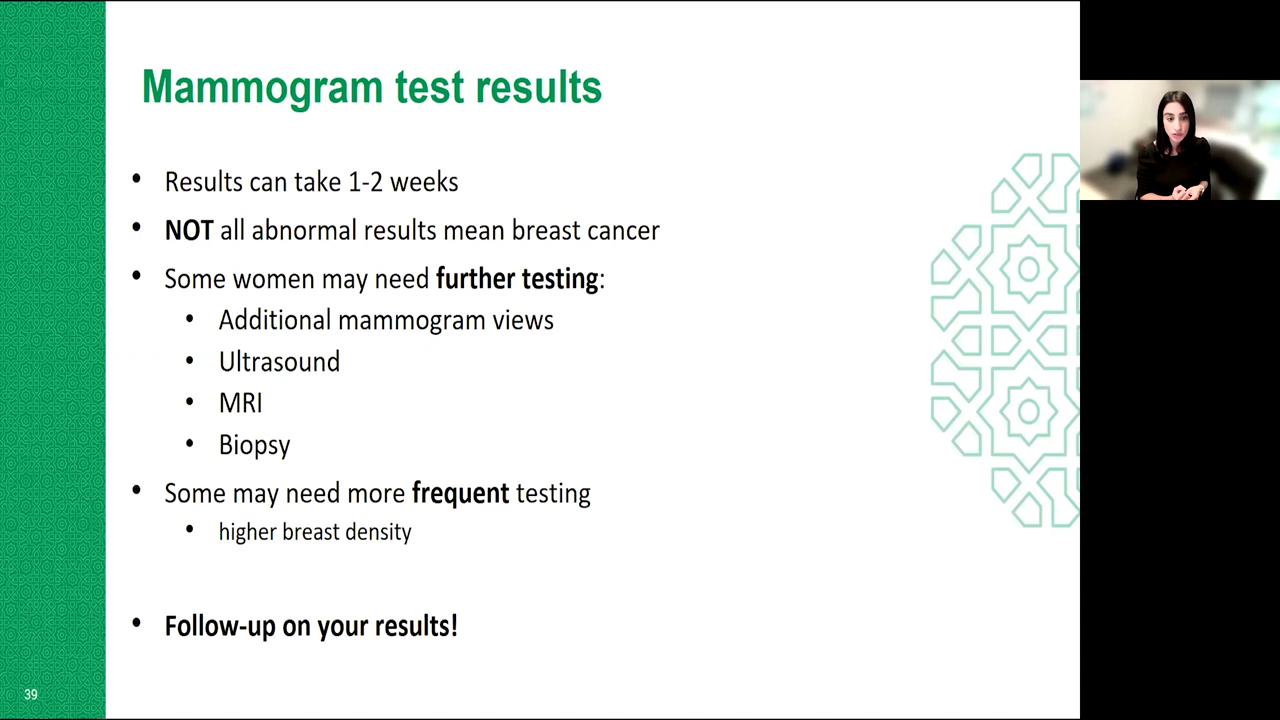 Mammogram test results
• Results can take 1-2 weeks
• NOT all abnormal results mean breast cancer
• Some women may need further testing:
• Additional mammogram views
• Ultrasound
• MRI
• Biopsy
• Some may need more frequent testing
• higher breast density
• Follow-up on your results!
39